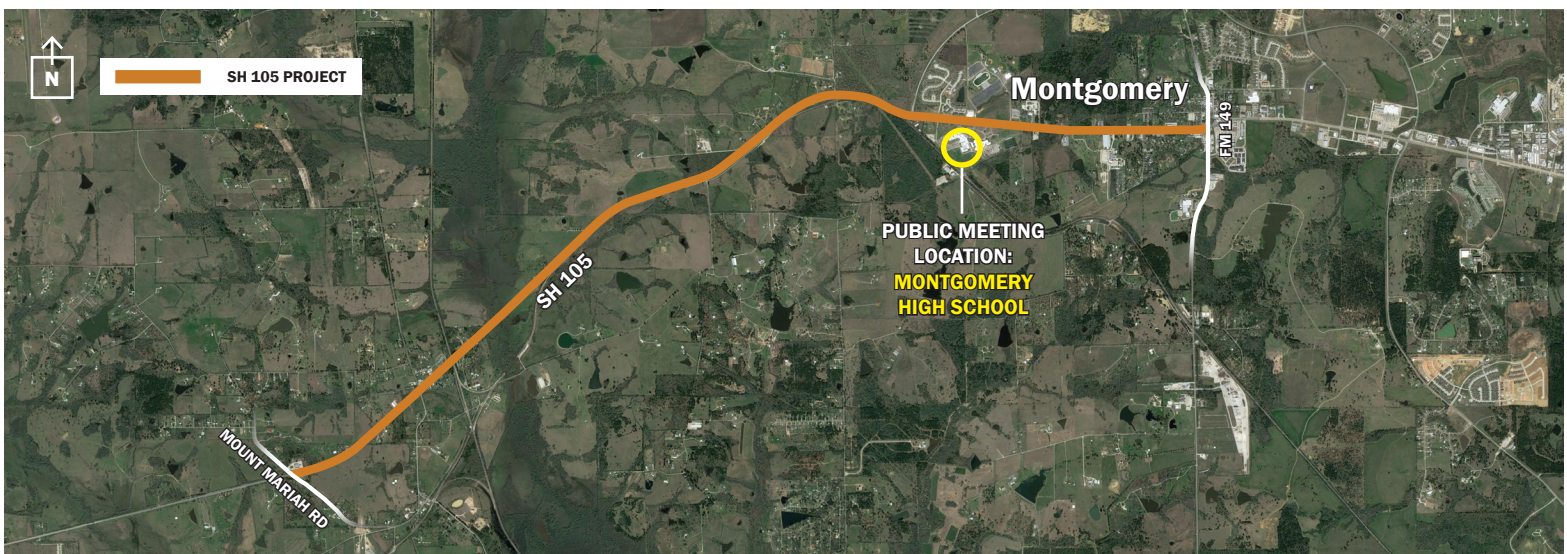 N
SH 105 PROJECT
Montgomery
FM 149
PUBLIC MEETING
LOCATION:
MONTGOMERY
HIGH SCHOOL
SH 105
MOUNT MARIAH RD